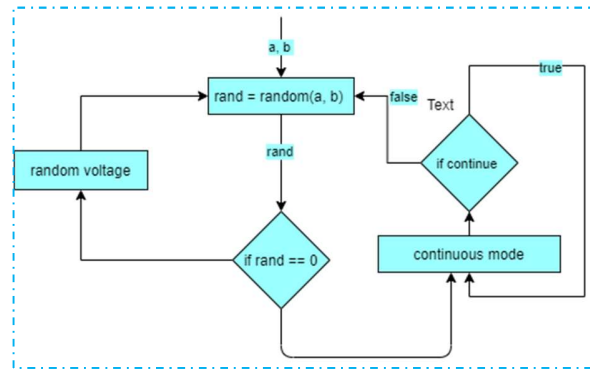 a, b
rand = random(a, b)
false
Text
true
rand
if continue
random voltage
if rand == 0
continuous mode